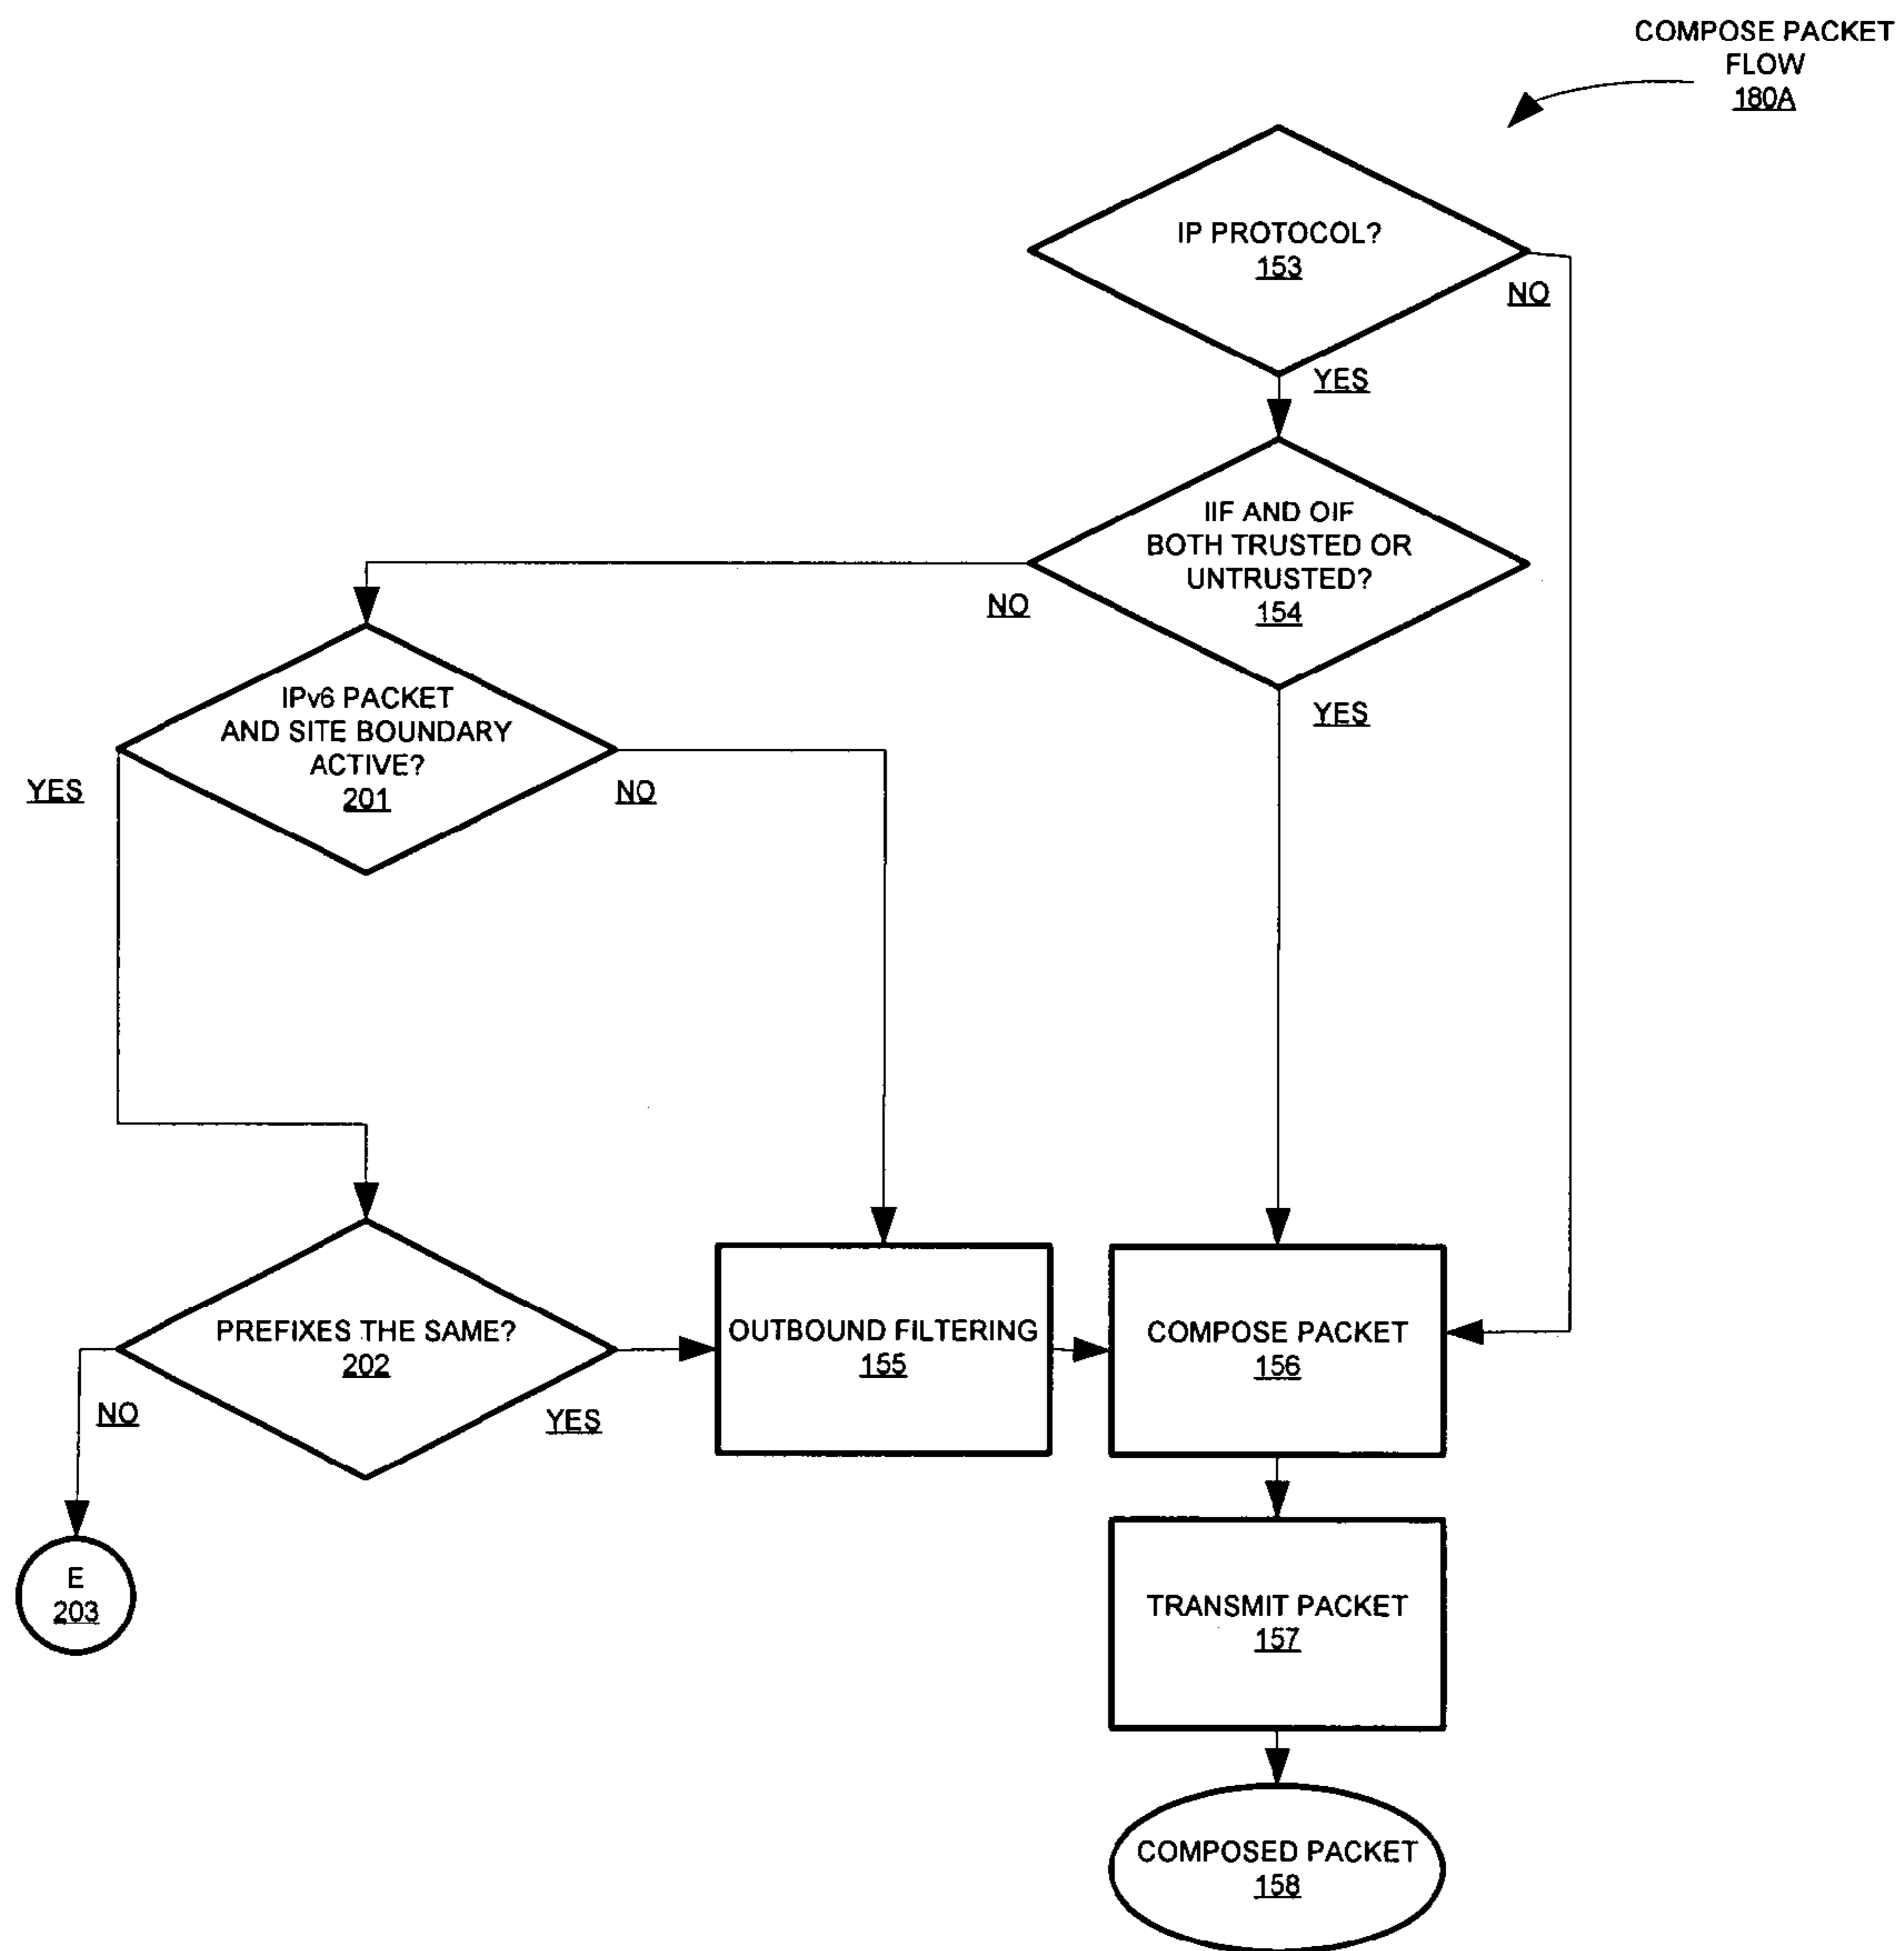 COMPOSE PACKET
FLOW
180A
IP PROTOCOL?
153
NO
YES
IIF AND OIF
BOTH TRUSTED OR
UNTRUSTED?
154
NO
YES
IPv6 PACKET
AND SITE BOUNDARY
ACTIVE?
201
YES
NO
PREFIXES THE SAME?
202
NO
YES
OUTBOUND FILTERING
155
COMPOSE PACKET
156
E
203
TRANSMIT PACKET
157
COMPOSED PACKET
158